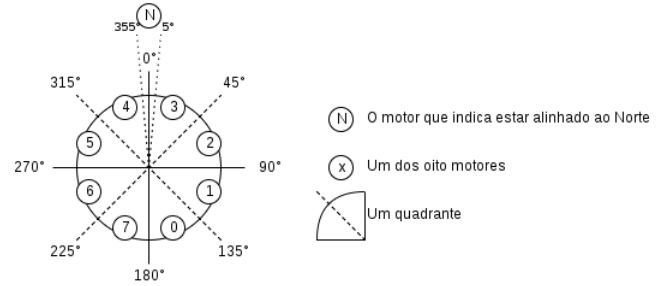 N
355° 5°
0°
315° 4 3 45°
5 2
270° 90°
6 1
7 0
225° 135°
180°
N O motor que indica estar alinhado ao Norte
x Um dos oito motores
Um quadrante